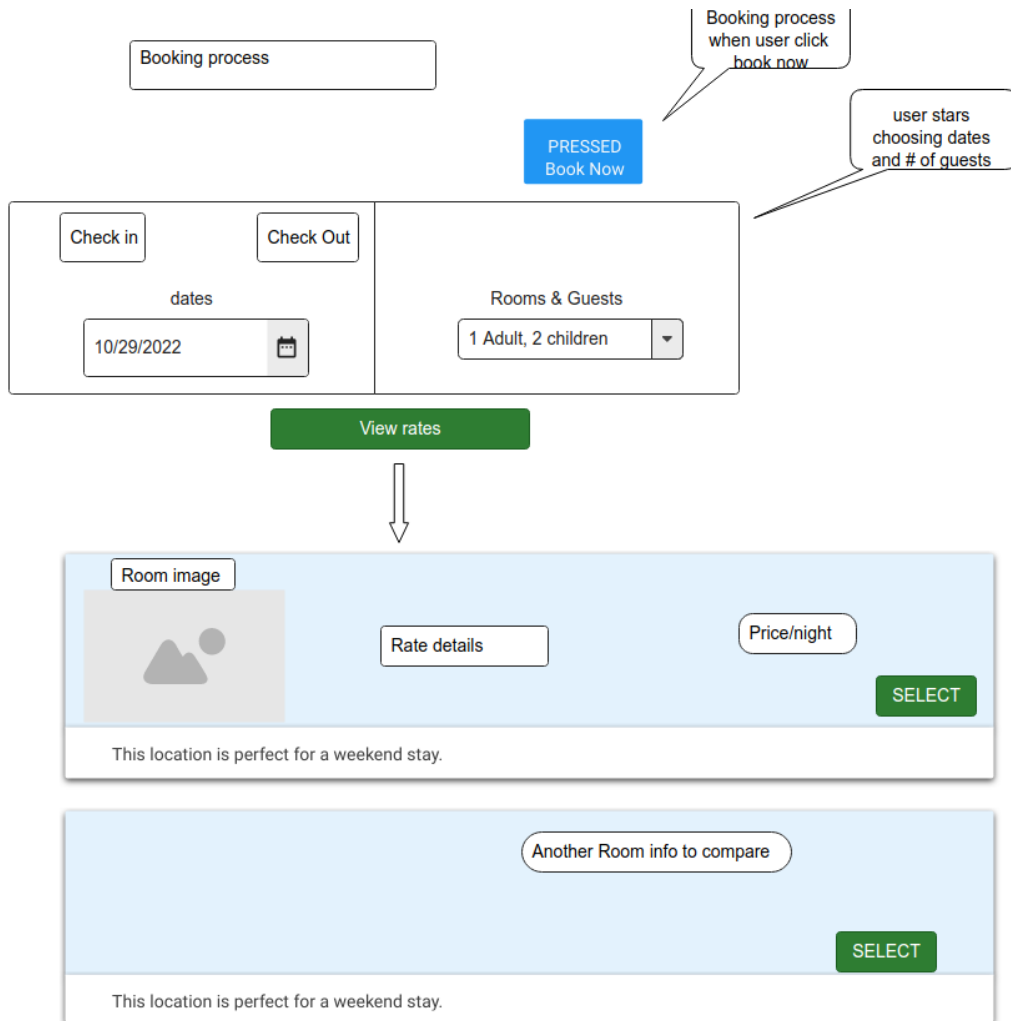 Booking process
when user click
book now
Booking process
user stars
choosing dates
and # of guests
PRESSED
Book Now
Check in
Check Out
dates
Rooms & Guests
10/29/2022
1 Adult, 2 children
View rates
Room image
Rate details
Price/night
SELECT
This location is perfect for a weekend stay.
Another Room info to compare
SELECT
This location is perfect for a weekend stay.